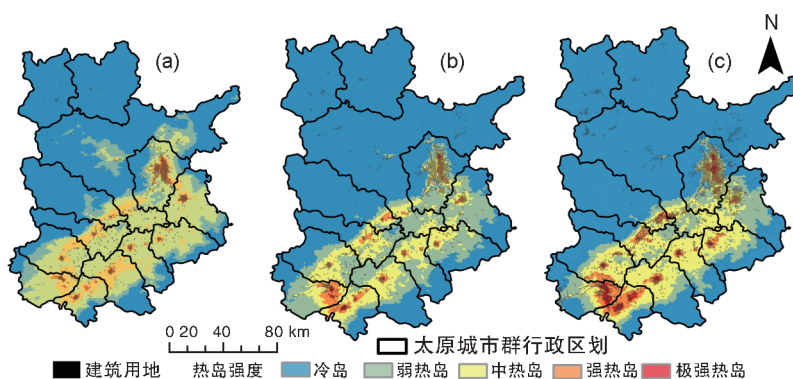 N
(a) (b) (c)
0 20 40 80 km
太原城市群行政区划
建筑用地 热岛强度 冷岛 弱热岛 中热岛 强热岛 极强热岛